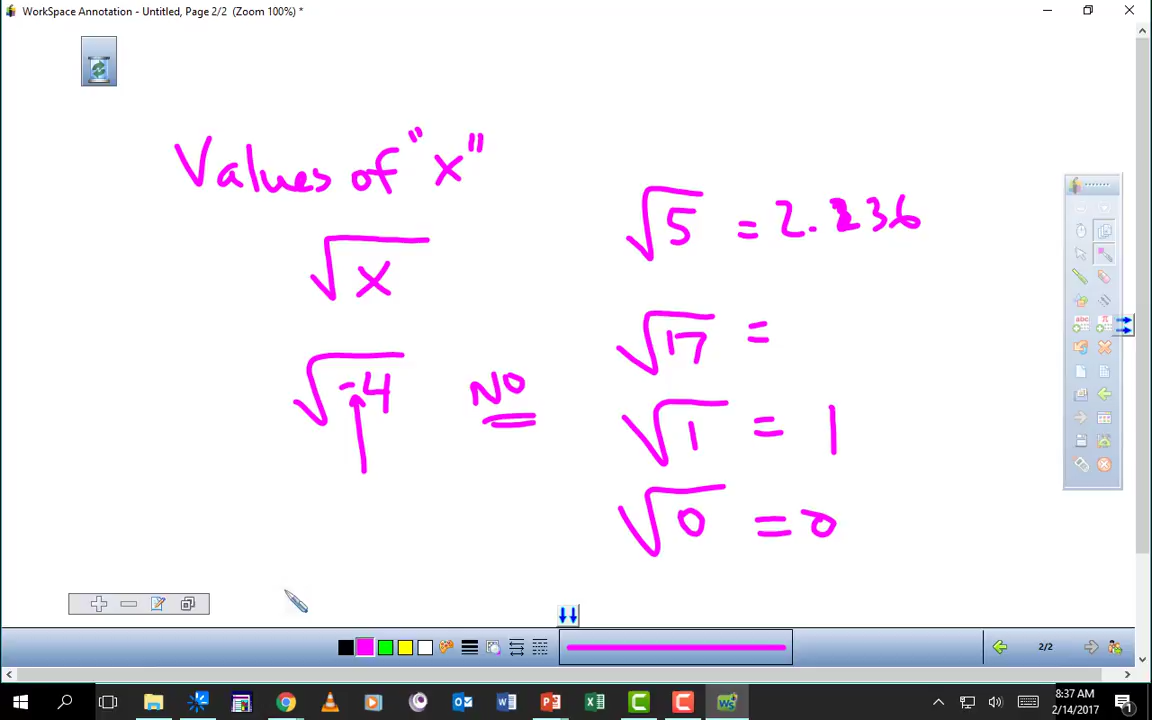 WorkSpace Annotation - Untitled, Page 2/2 (Zoom 100%) *
Values of "x"
√x
√-4 NO
√5 = 2.236
√17 =
√1 = 1
√0 = 0
abc
π
2/2
8:37 AM
2/14/2017